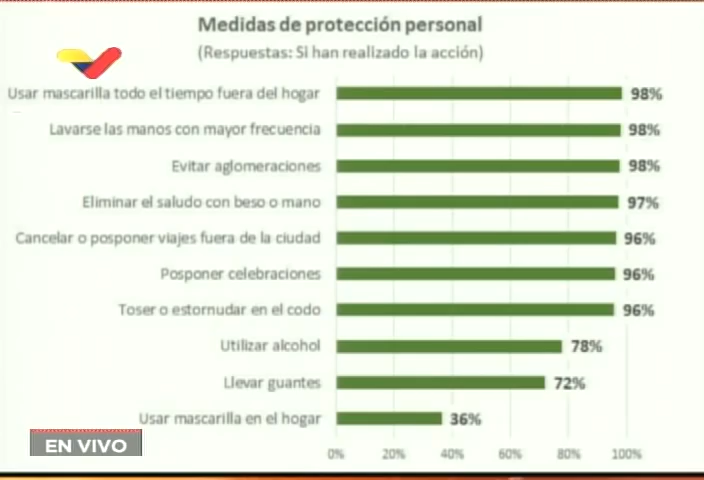 Medidas de protección personal
(Respuestas: Si han realizado la acción)
Usar mascarilla todo el tiempo fuera del hogar 98%
Lavarse las manos con mayor frecuencia 98%
Evitar aglomeraciones 98%
Eliminar el saludo con beso o mano 97%
Cancelar o posponer viajes fuera de la ciudad 96%
Posponer celebraciones 96%
Toser o estornudar en el codo 96%
Utilizar alcohol 78%
Llevar guantes 72%
Usar mascarilla en el hogar 36%
0% 20% 40% 60% 80% 100%
EN VIVO